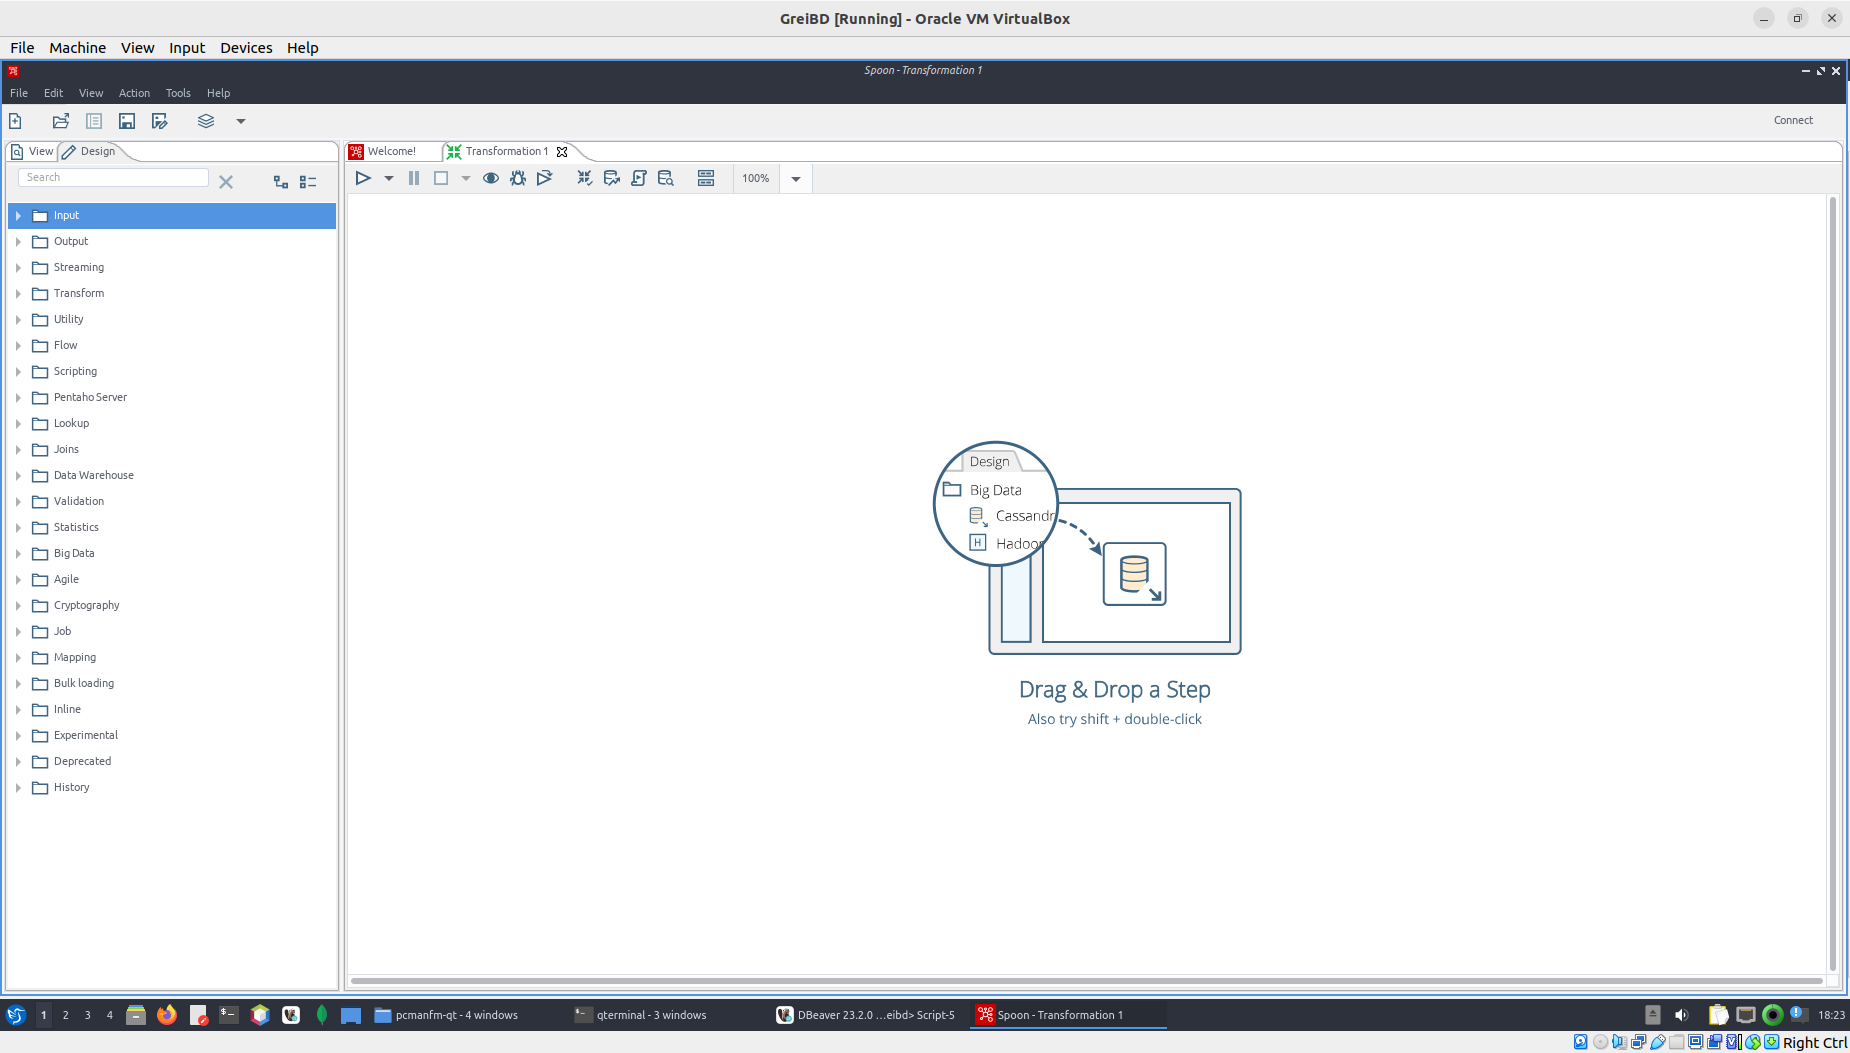 GreiBD [Running] - Oracle VM VirtualBox
File Machine View Input Devices Help
Spoon - Transformation 1
File Edit View Action Tools Help
Connect
View Design
Welcome! Transformation 1
Search
100%
Input
Output
Streaming
Transform
Utility
Flow
Scripting
Pentaho Server
Lookup
Joins
Data Warehouse
Validation
Statistics
Big Data
Agile
Cryptography
Job
Mapping
Bulk loading
Inline
Experimental
Deprecated
History
Design
Big Data
Cassandr
H Hadoop
Drag & Drop a Step
Also try shift + double-click
1 2 3 4 pcmanfm-qt - 4 windows qterminal - 3 windows DBeaver 23.2.0 ...eibd> Script-5 Spoon - Transformation 1 18:23
Right Ctrl